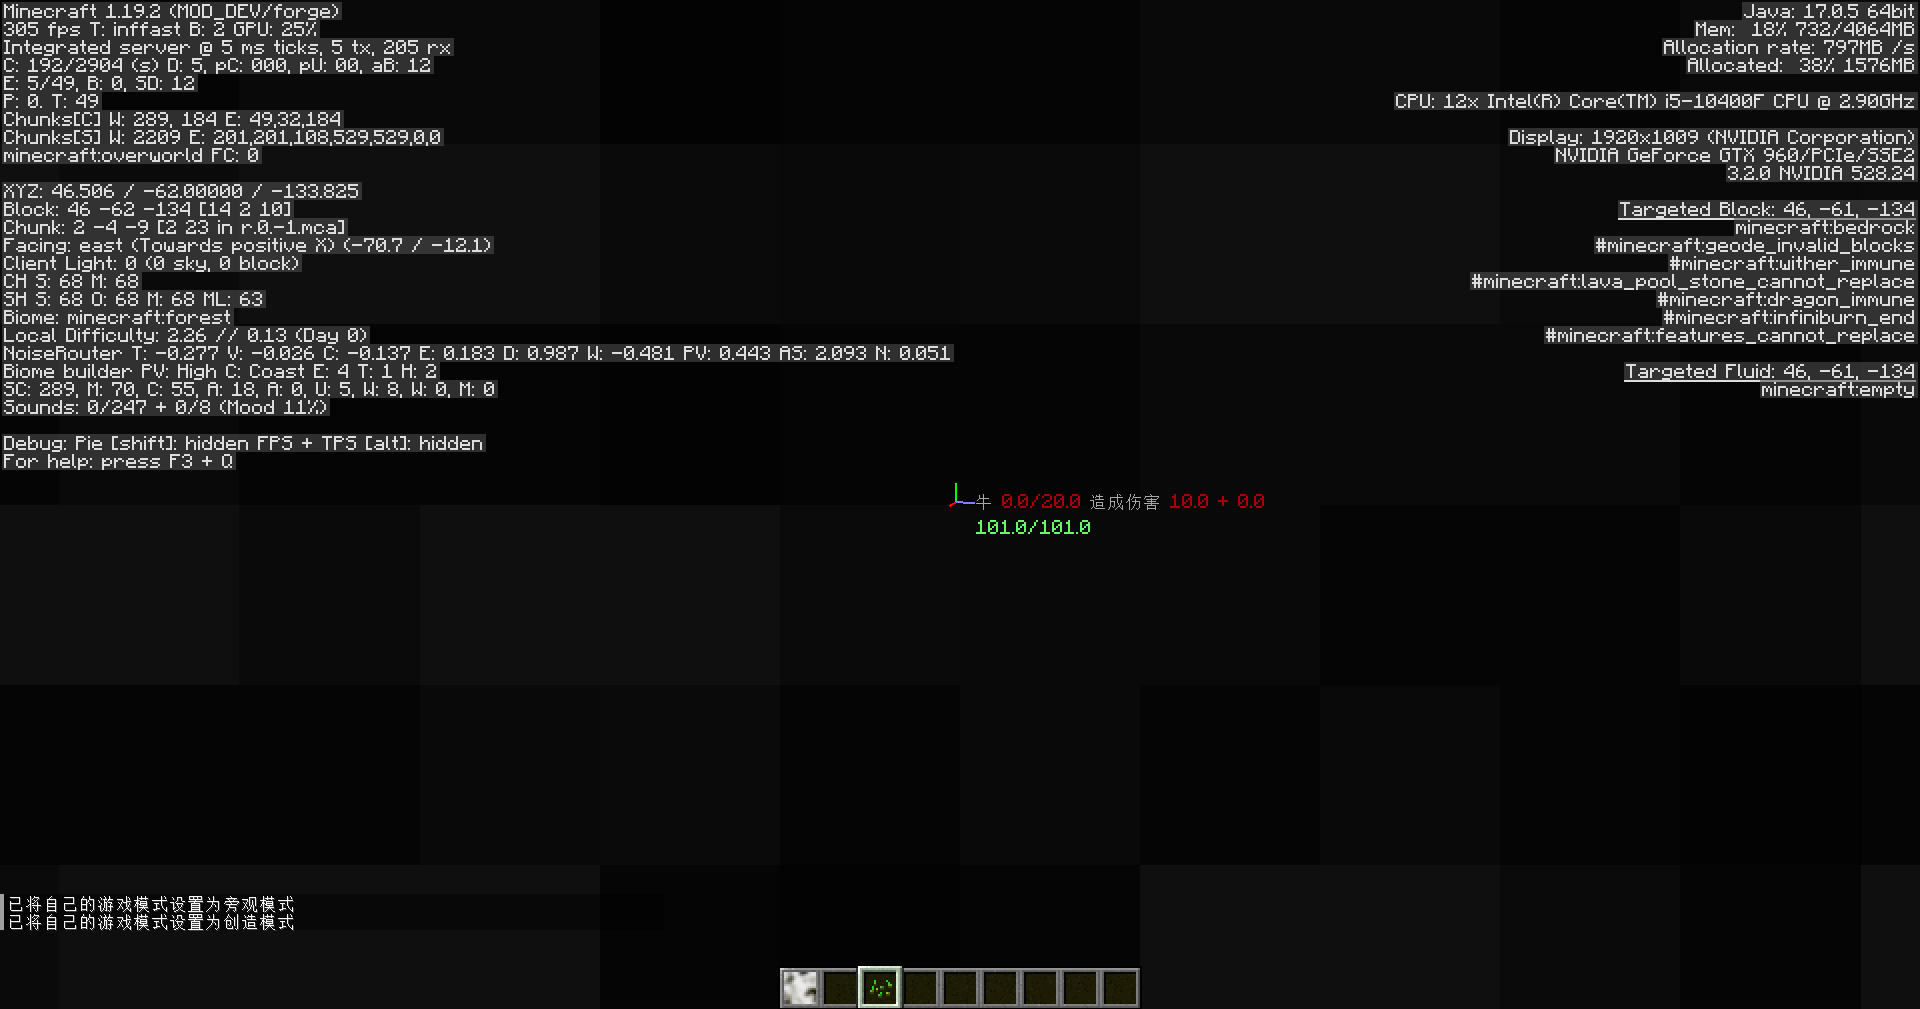 Minecraft 1.19.2 (MOD_DEV/forge)
305 fps T: inffast B: 2 GPU: 25%
Integrated server @ 5 ms ticks, 5 tx, 205 rx
C: 192/2904 (s) D: 5, pC: 000, pU: 00, aB: 12
E: 5/49, B: 0, SD: 12
P: 0. T: 49
Chunks[C] W: 289, 184 E: 49,32,184
Chunks[S] W: 2209 E: 201,201,108,529,529,0,0
minecraft:overworld FC: 0
XYZ: 46.506 / -62.00000 / -133.825
Block: 46 -62 -134 [14 2 10]
Chunk: 2 -4 -9 [2 23 in r.0.-1.mca]
Facing: east (Towards positive X) (-70.7 / -12.1)
Client Light: 0 (0 sky, 0 block)
CH S: 68 M: 68
SH S: 68 O: 68 M: 68 ML: 63
Biome: minecraft:forest
Local Difficulty: 2.26 // 0.13 (Day 0)
NoiseRouter T: -0.277 V: -0.026 C: -0.137 E: 0.183 D: 0.987 W: -0.481 PV: 0.443 AS: 2.093 N: 0.051
Biome builder PV: High C: Coast E: 4 T: 1 H: 2
SC: 289, M: 70, C: 55, A: 18, A: 0, U: 5, W: 8, W: 0, M: 0
Sounds: 0/247 + 0/8 (Mood 11%)
Debug: Pie [shift]: hidden FPS + TPS [alt]: hidden
For help: press F3 + Q
Java: 17.0.5 64bit
Mem: 18% 732/4064MB
Allocation rate: 797MB /s
Allocated: 38% 1576MB
CPU: 12x Intel(R) Core(TM) i5-10400F CPU @ 2.90GHz
Display: 1920x1009 (NVIDIA Corporation)
NVIDIA GeForce GTX 960/PCIe/SSE2
3.2.0 NVIDIA 528.24
Targeted Block: 46, -61, -134
minecraft:bedrock
#minecraft:geode_invalid_blocks
#minecraft:wither_immune
#minecraft:lava_pool_stone_cannot_replace
#minecraft:dragon_immune
#minecraft:infiniburn_end
#minecraft:features_cannot_replace
Targeted Fluid: 46, -61, -134
minecraft:empty
牛 0.0/20.0 造成伤害 10.0 + 0.0
101.0/101.0
已将自己的游戏模式设置为旁观模式
已将自己的游戏模式设置为创造模式